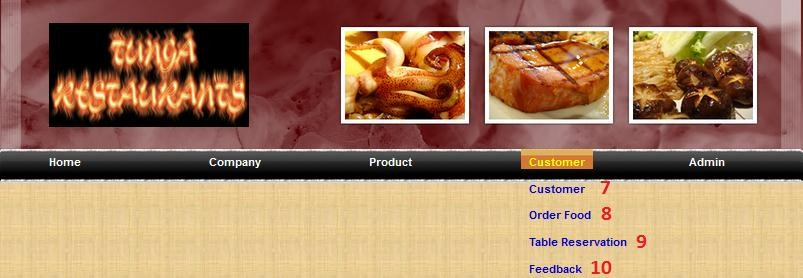 TUNGA
RESTAURANTS
Home Company Product Customer Admin
Customer 7
Order Food 8
Table Reservation 9
Feedback 10